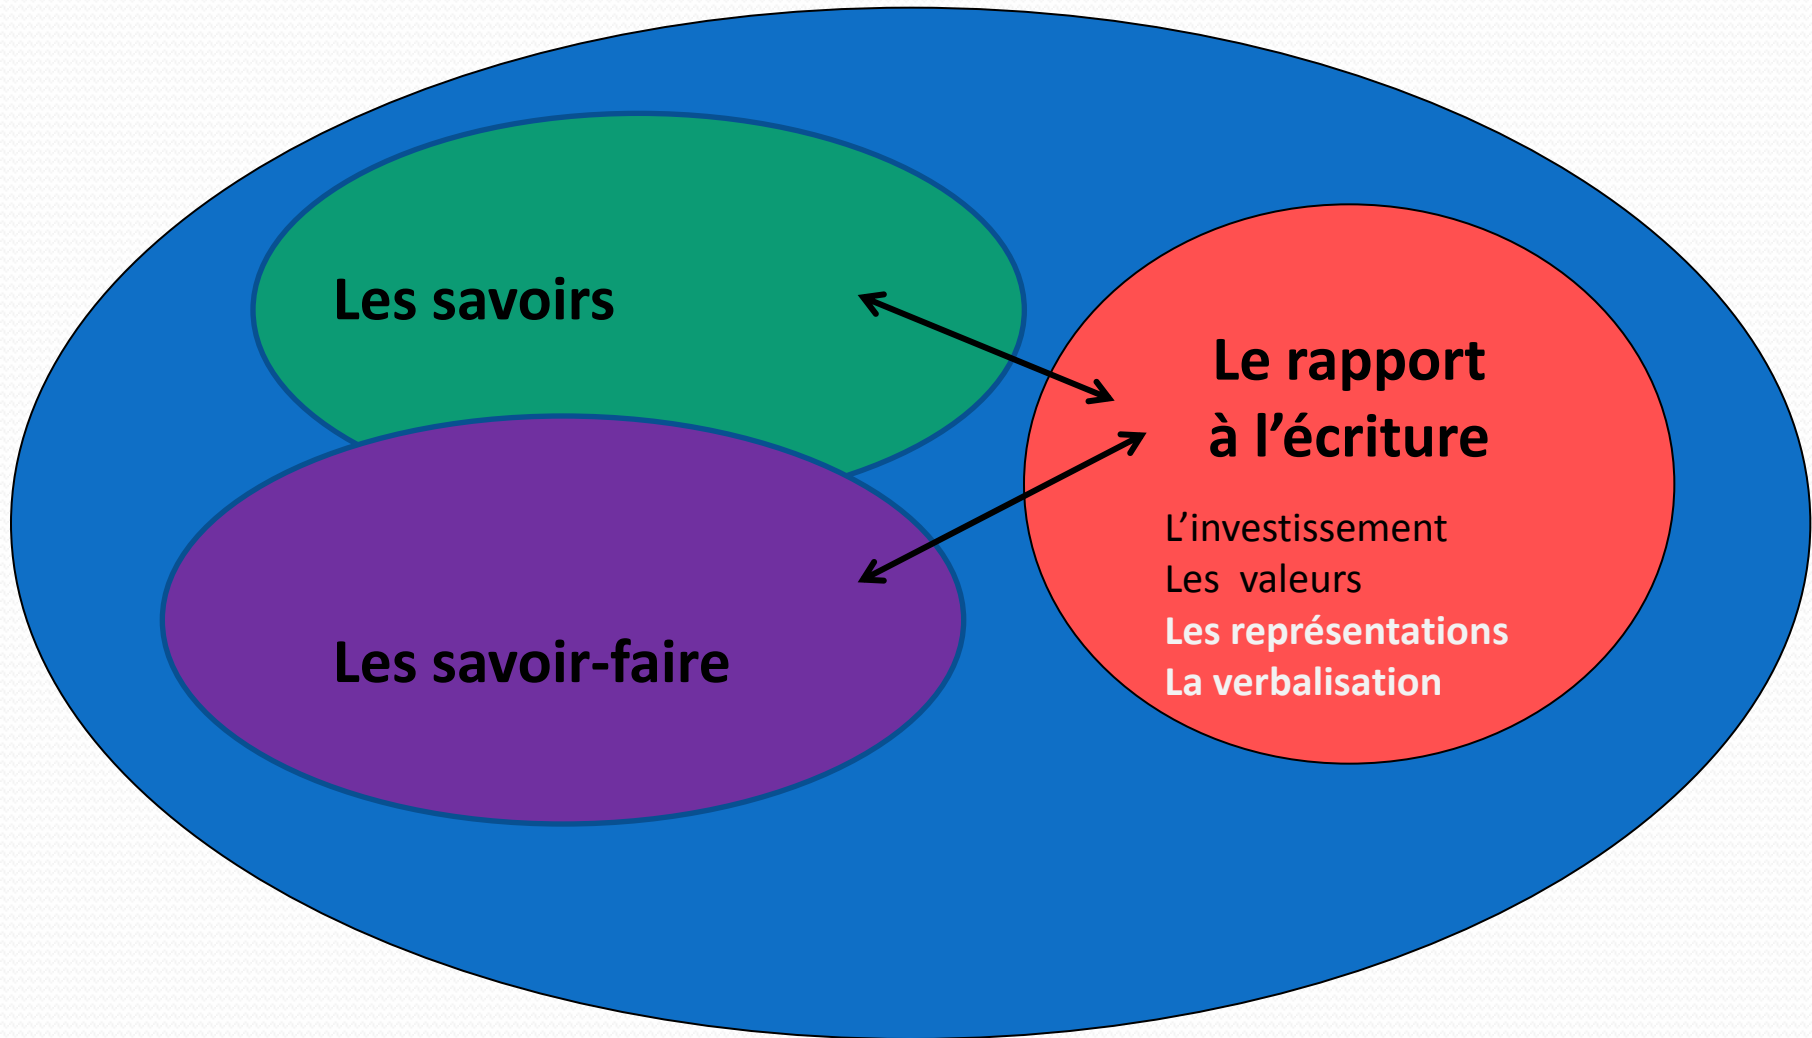 Les savoirs
Les savoir-faire
Le rapport
à l’écriture
L’investissement
Les  valeurs
Les représentations
La verbalisation